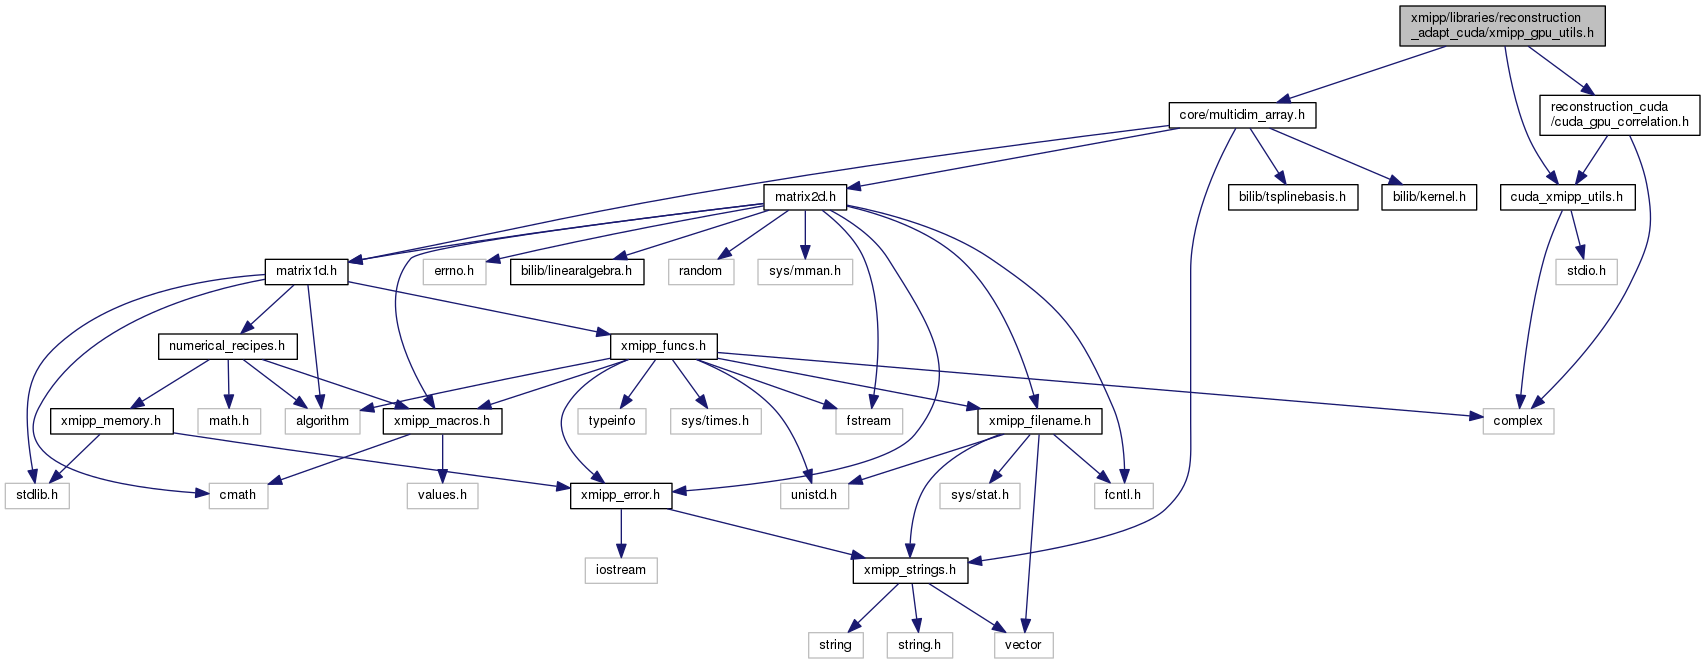 xmipp/libraries/reconstruction
_adapt_cuda/xmipp_gpu_utils.h
core/multidim_array.h
reconstruction_cuda
/cuda_gpu_correlation.h
matrix2d.h
bilib/tsplinebasis.h
bilib/kernel.h
cuda_xmipp_utils.h
matrix1d.h
errno.h
bilib/linearalgebra.h
random
sys/mman.h
stdio.h
numerical_recipes.h
xmipp_funcs.h
xmipp_memory.h
math.h
algorithm
xmipp_macros.h
typeinfo
sys/times.h
fstream
xmipp_filename.h
complex
stdlib.h
cmath
values.h
xmipp_error.h
unistd.h
sys/stat.h
fcntl.h
iostream
xmipp_strings.h
string
string.h
vector